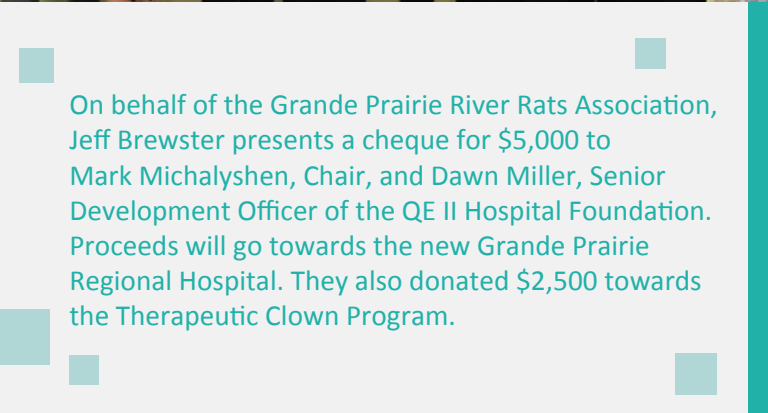 On behalf of the Grande Prairie River Rats Association,
Jeff Brewster presents a cheque for $5,000 to
Mark Michalyshen, Chair, and Dawn Miller, Senior
Development Officer of the QE II Hospital Foundation.
Proceeds will go towards the new Grande Prairie
Regional Hospital. They also donated $2,500 towards
the Therapeutic Clown Program.